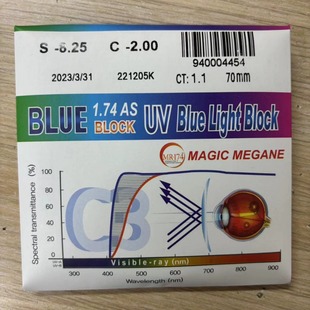 S -5.25 C -2.00
940004454
2023/3/31 221205K CT: 1.1 70mm
BLUE 1.74 AS BLOCK UV Blue Light Block
MR174 MAGIC MEGANE
Spectral transmittance (%)
100
80
60
40
20
0
CB
Visible-ray (nm)
300 400 500 600 700 800 900
Wavelength (nm)